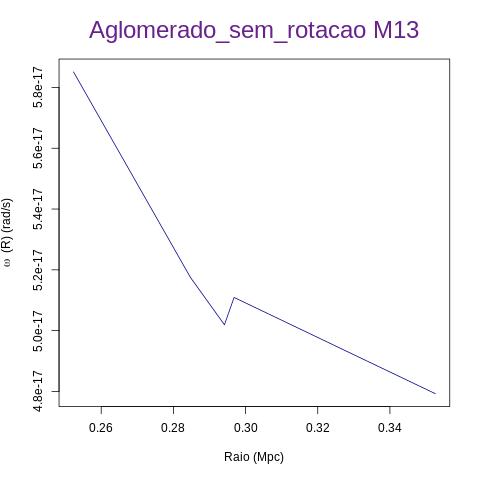 Aglomerado_sem_rotacao M13
5.8e-17
5.6e-17
5.4e-17
5.2e-17
5.0e-17
4.8e-17
ω (R) (rad/s)
0.26 0.28 0.30 0.32 0.34
Raio (Mpc)